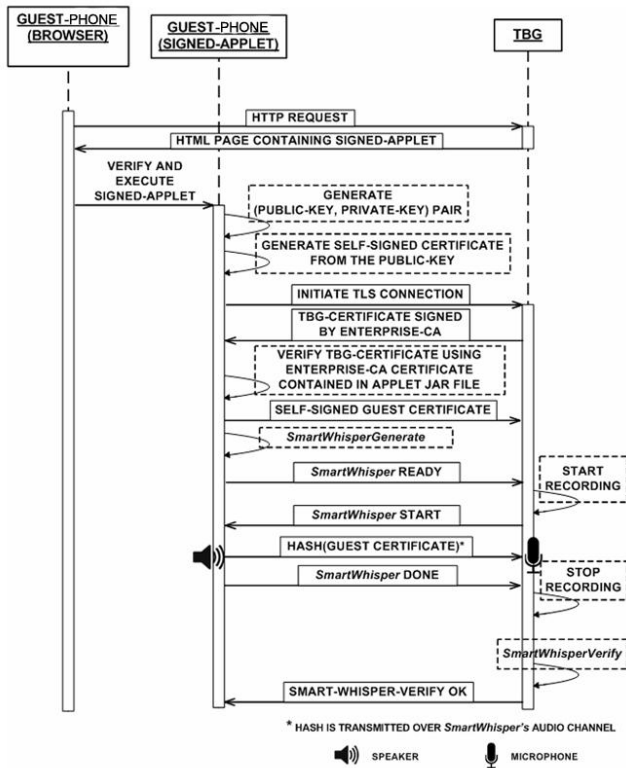 GUEST-PHONE
(BROWSER)
GUEST-PHONE
(SIGNED-APPLET)
TBG
HTTP REQUEST
HTML PAGE CONTAINING SIGNED-APPLET
VERIFY AND
EXECUTE
SIGNED-APPLET
GENERATE
(PUBLIC-KEY, PRIVATE-KEY) PAIR
GENERATE SELF-SIGNED CERTIFICATE
FROM THE PUBLIC-KEY
INITIATE TLS CONNECTION
TBG-CERTIFICATE SIGNED
BY ENTERPRISE-CA
VERIFY TBG-CERTIFICATE USING
ENTERPRISE-CA CERTIFICATE
CONTAINED IN APPLET JAR FILE
SELF-SIGNED GUEST CERTIFICATE
SmartWhisperGenerate
SmartWhisper READY
START
RECORDING
SmartWhisper START
HASH(GUEST CERTIFICATE)*
SmartWhisper DONE
STOP
RECORDING
SmartWhisperVerify
SMART-WHISPER-VERIFY OK
* HASH IS TRANSMITTED OVER SmartWhisper's AUDIO CHANNEL
SPEAKER
MICROPHONE